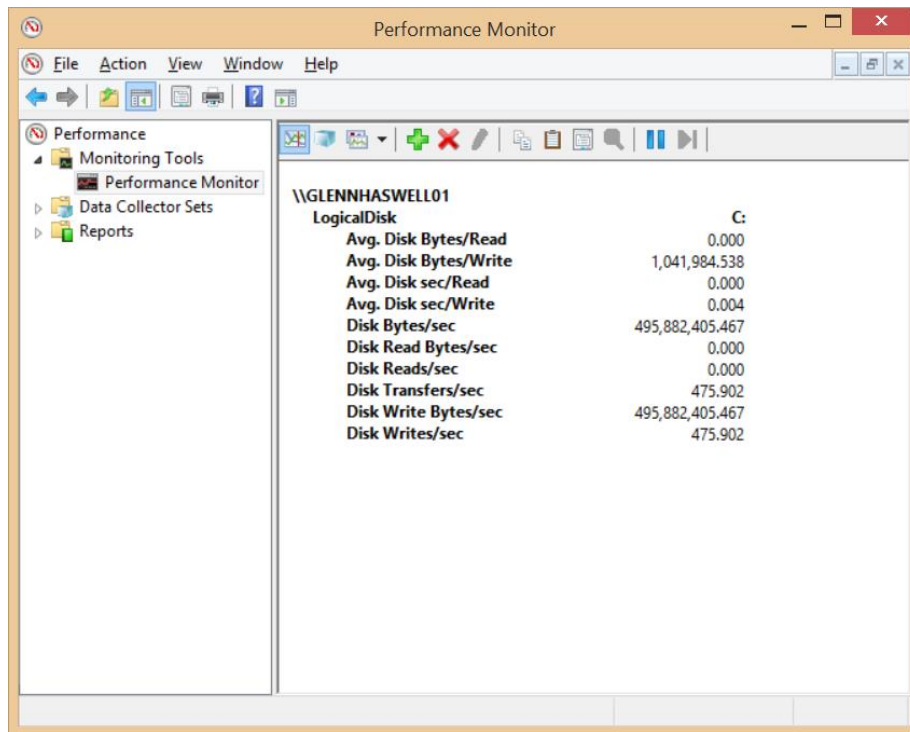 Performance Monitor
File Action View Window Help
Performance
Monitoring Tools
Performance Monitor
Data Collector Sets
Reports
\\GLENNHASWELL01
LogicalDisk C:
Avg. Disk Bytes/Read 0.000
Avg. Disk Bytes/Write 1,041,984.538
Avg. Disk sec/Read 0.000
Avg. Disk sec/Write 0.004
Disk Bytes/sec 495,882,405.467
Disk Read Bytes/sec 0.000
Disk Reads/sec 0.000
Disk Transfers/sec 475.902
Disk Write Bytes/sec 495,882,405.467
Disk Writes/sec 475.902